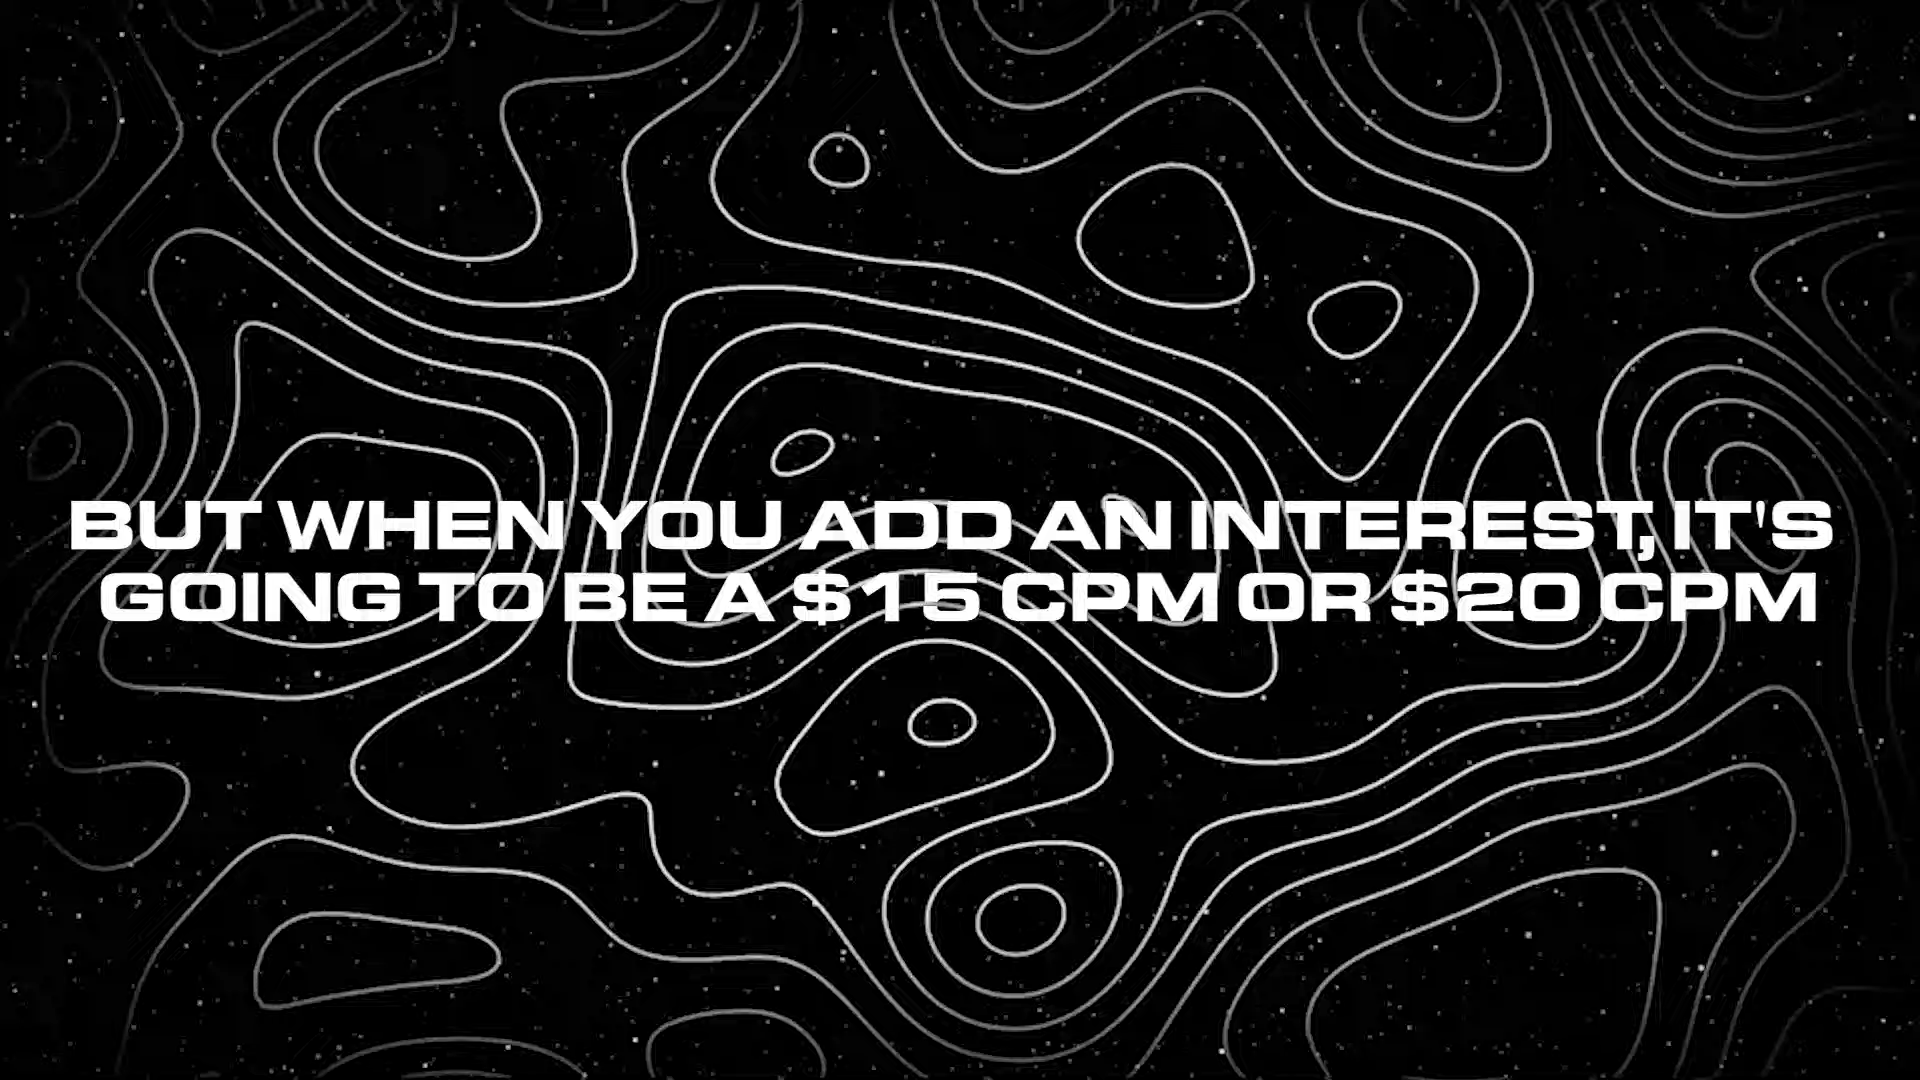 BUT WHEN YOU ADD AN INTEREST, IT'S
GOING TO BE A $15 CPM OR $20 CPM